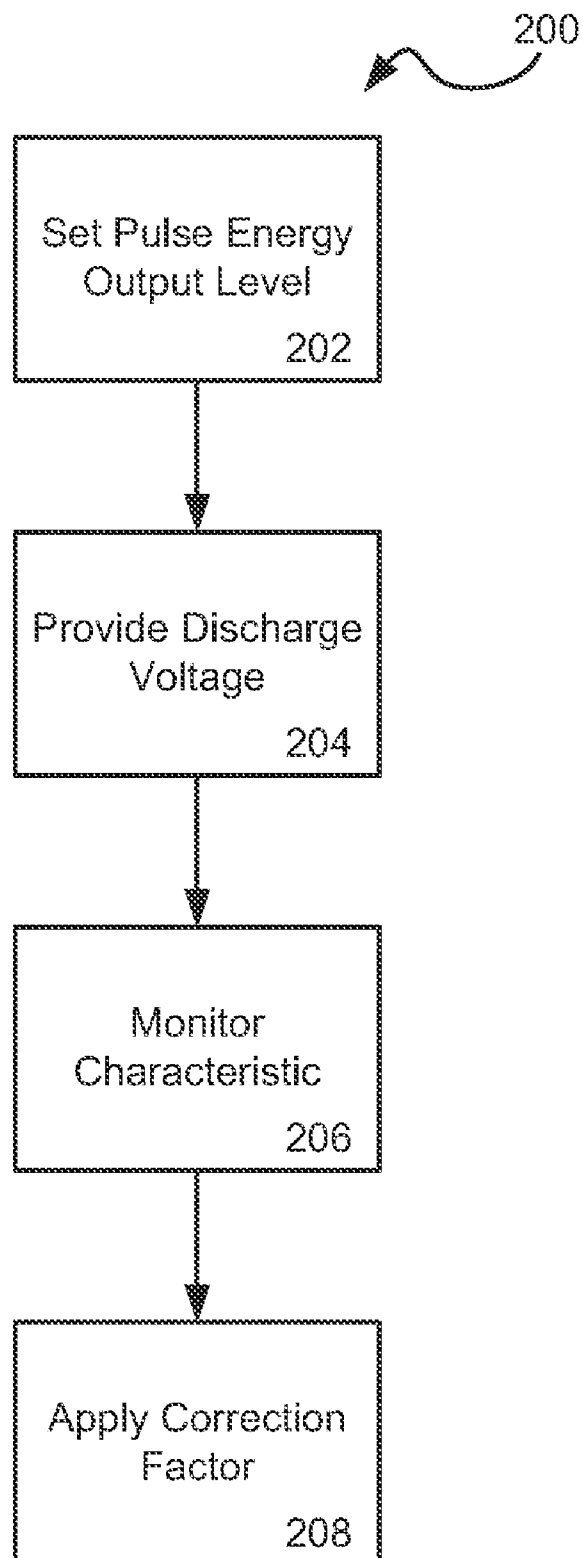 200
Set Pulse Energy
Output Level
202
Provide Discharge
Voltage
204
Monitor
Characteristic
206
Apply Correction
Factor
208